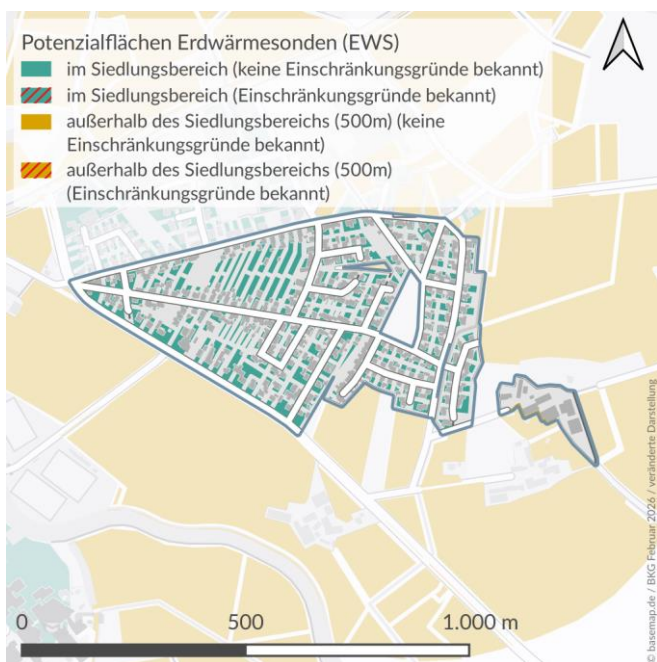 Potenzialflächen Erdwärmesonden (EWS)
im Siedlungsbereich (keine Einschränkungsgründe bekannt)
im Siedlungsbereich (Einschränkungsgründe bekannt)
außerhalb des Siedlungsbereichs (500m) (keine
Einschränkungsgründe bekannt)
außerhalb des Siedlungsbereichs (500m)
(Einschränkungsgründe bekannt)
0 500 1.000 m
© basemap.de / BKG Februar 2026 / veränderte Darstellung